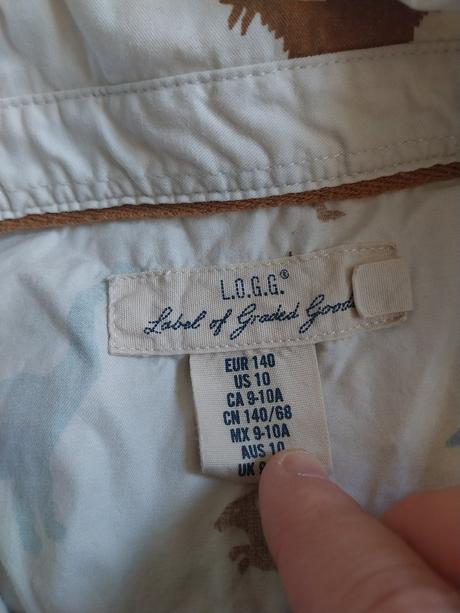 L.O.G.G.®
Label of Graded Goods
EUR 140
US 10
CA 9-10A
CN 140/68
MX 9-10A
AUS 10
UK